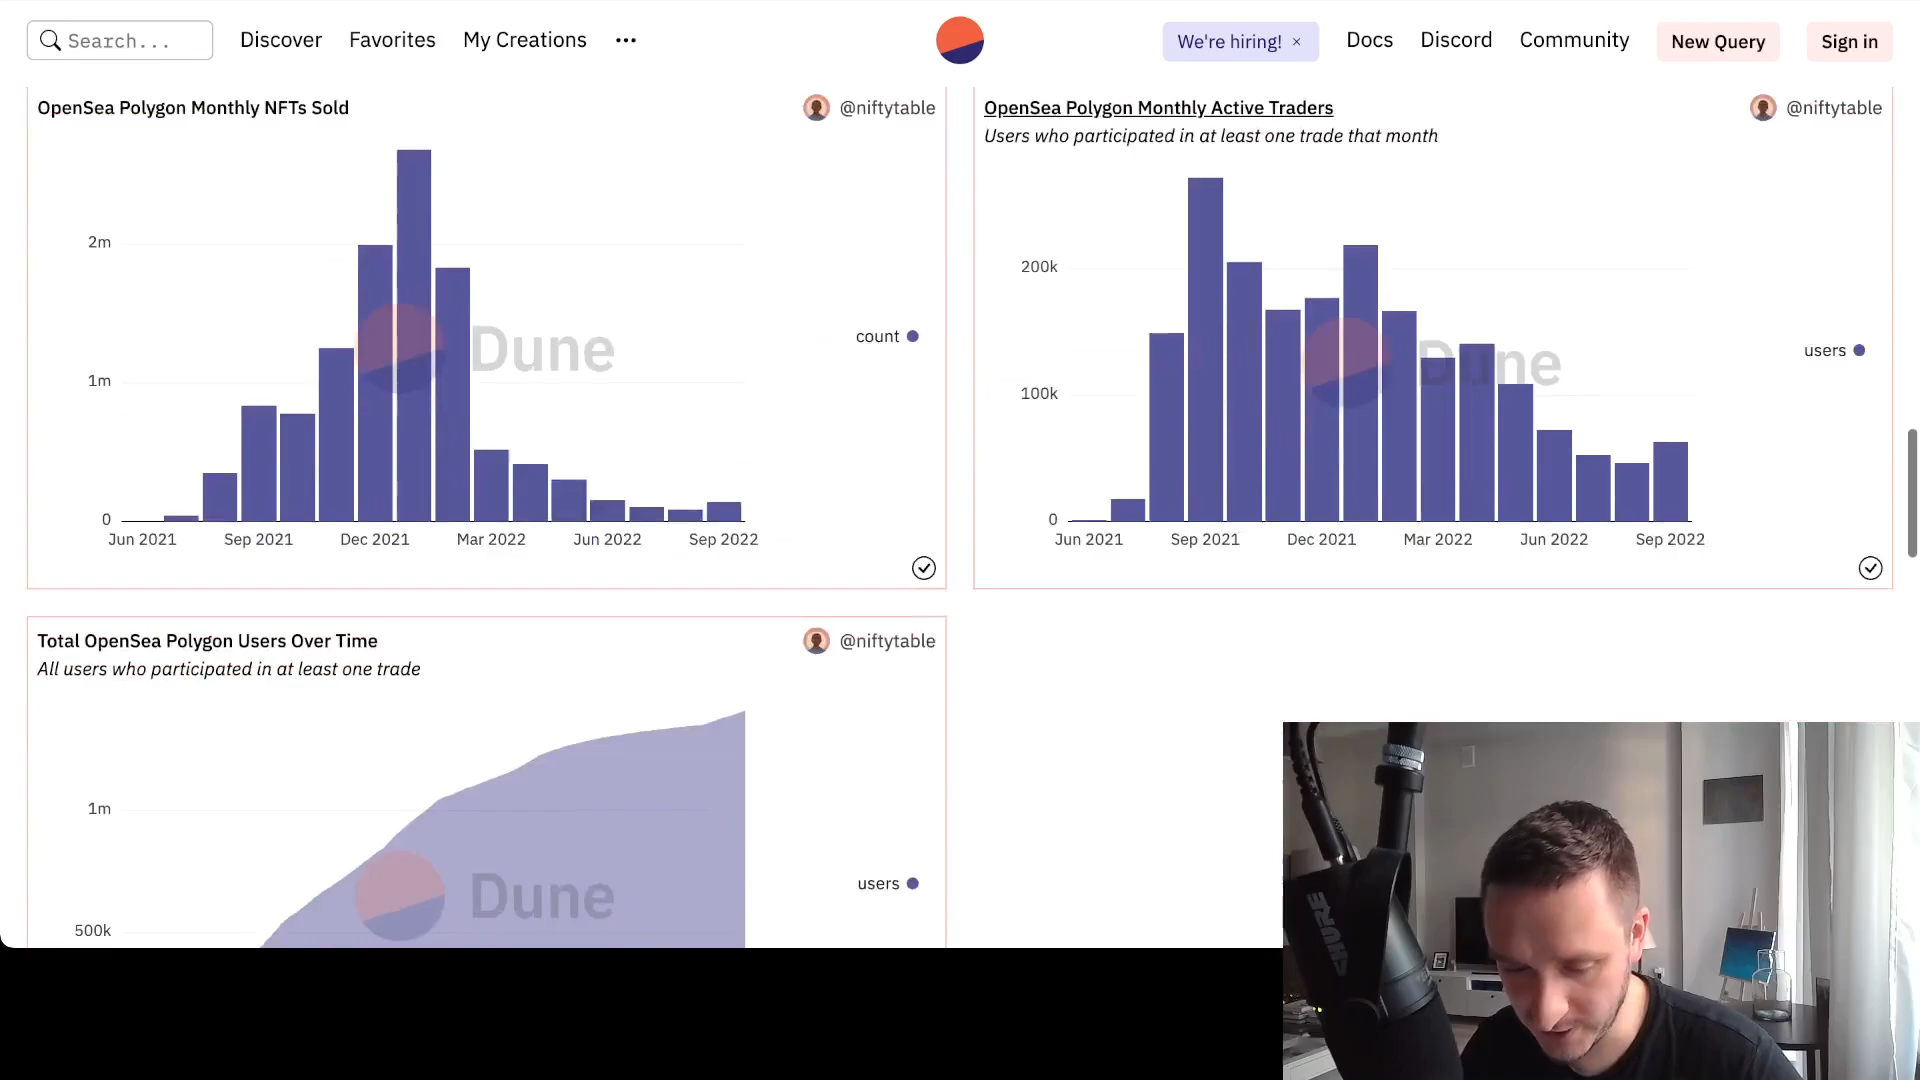 Search...
Discover
Favorites
My Creations
We're hiring! ×
Docs
Discord
Community
New Query
Sign in
OpenSea Polygon Monthly NFTs Sold
@niftytable
2m
1m
0
Jun 2021
Sep 2021
Dec 2021
Mar 2022
Jun 2022
Sep 2022
Dune
count
OpenSea Polygon Monthly Active Traders
@niftytable
Users who participated in at least one trade that month
200k
100k
0
Jun 2021
Sep 2021
Dec 2021
Mar 2022
Jun 2022
Sep 2022
Dune
users
Total OpenSea Polygon Users Over Time
@niftytable
All users who participated in at least one trade
1m
500k
Dune
users
SHURE